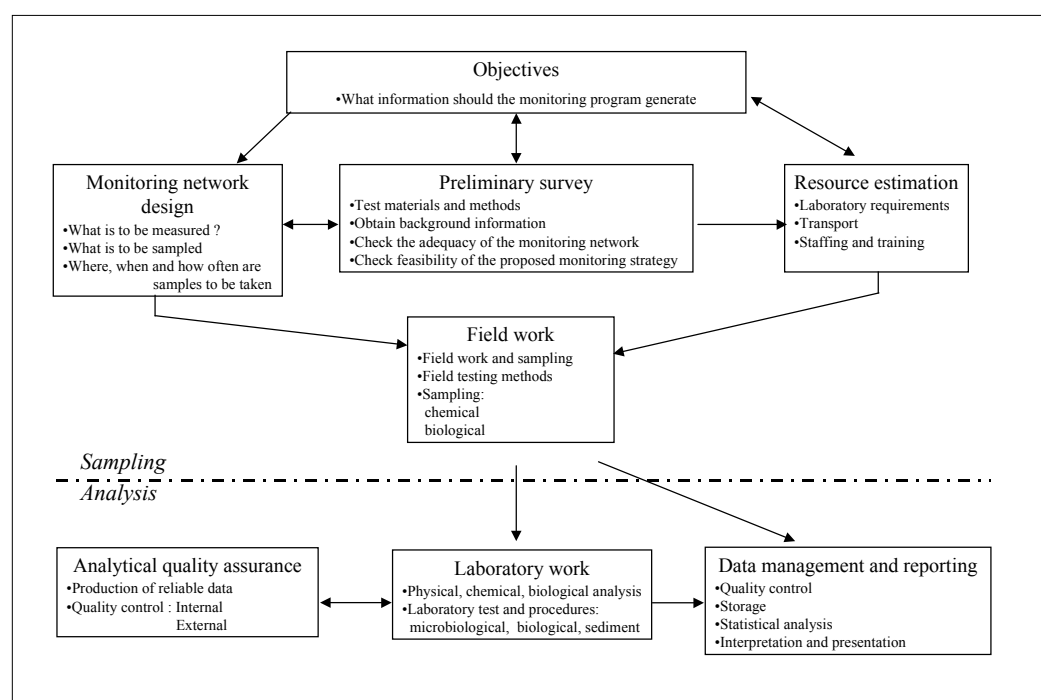 Objectives
•What information should the monitoring program generate
Monitoring network
design
•What is to be measured ?
•What is to be sampled
•Where, when and how often are
samples to be taken
Preliminary survey
•Test materials and methods
•Obtain background information
•Check the adequacy of the monitoring network
•Check feasibility of the proposed monitoring strategy
Resource estimation
•Laboratory requirements
•Transport
•Staffing and training
Field work
•Field work and sampling
•Field testing methods
•Sampling:
chemical
biological
Sampling
Analysis
Analytical quality assurance
•Production of reliable data
•Quality control : Internal
External
Laboratory work
•Physical, chemical, biological analysis
•Laboratory test and procedures:
microbiological, biological, sediment
Data management and reporting
•Quality control
•Storage
•Statistical analysis
•Interpretation and presentation